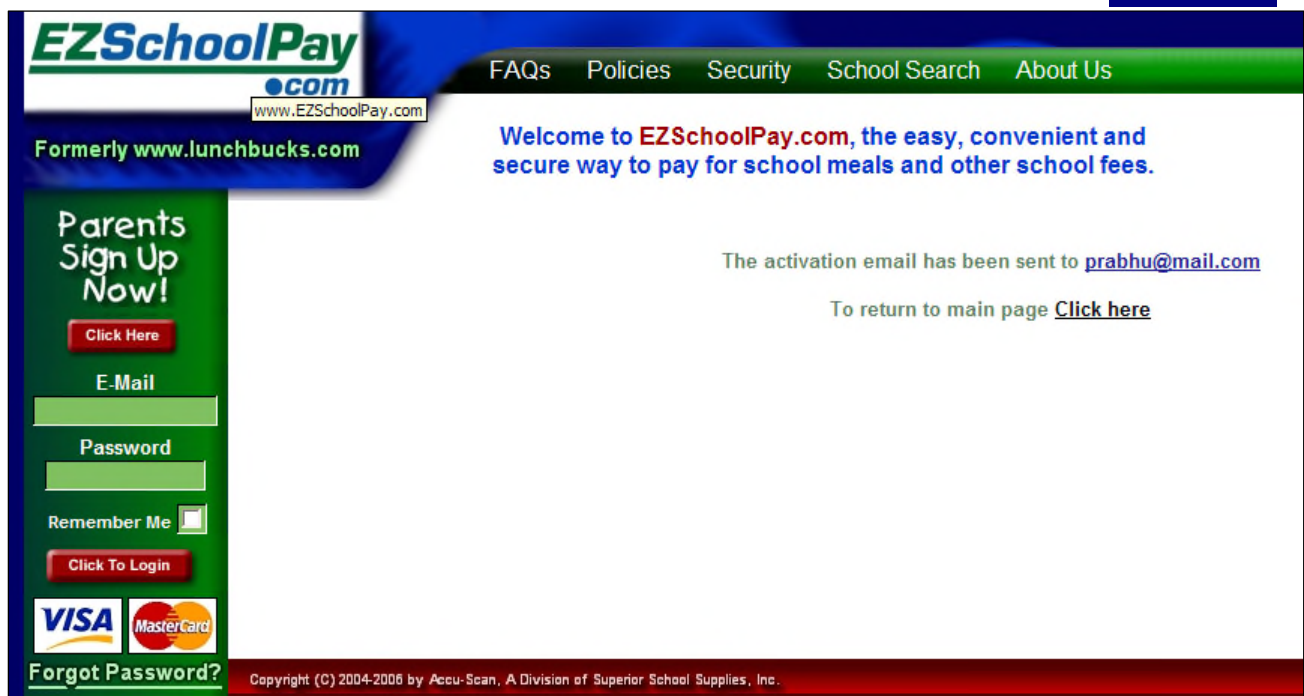 EZSchoolPay
.com
www.EZSchoolPay.com
Formerly www.lunchbucks.com
FAQs Policies Security School Search About Us
Welcome to EZSchoolPay.com, the easy, convenient and
secure way to pay for school meals and other school fees.
The activation email has been sent to prabhu@mail.com
To return to main page Click here
Parents
Sign Up
Now!
Click Here
E-Mail
Password
Remember Me
Click To Login
VISA MasterCard
Forgot Password?
Copyright (C) 2004-2006 by Accu-Scan, A Division of Superior School Supplies, Inc.